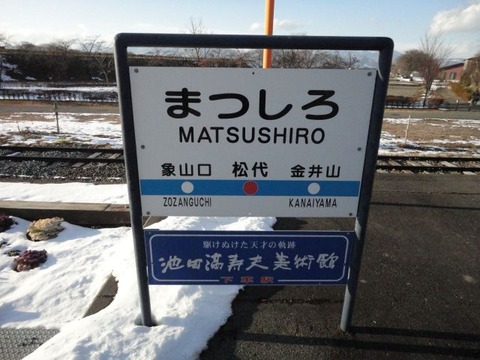 まつしろ
MATSUSHIRO
象山口 松代 金井山
ZOZANGUCHI KANAIYAMA
駆けぬけた天才の軌跡
池田満寿夫美術館
下車駅